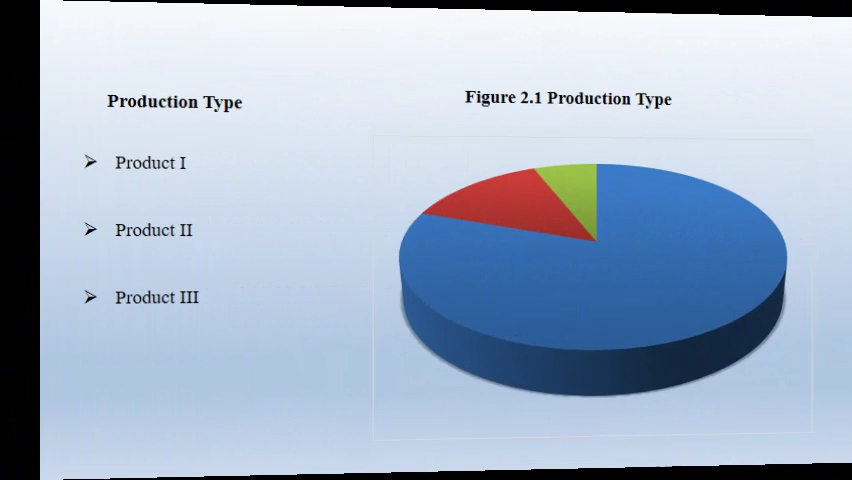 Production Type
Product I
Product II
Product III
Figure 2.1 Production Type